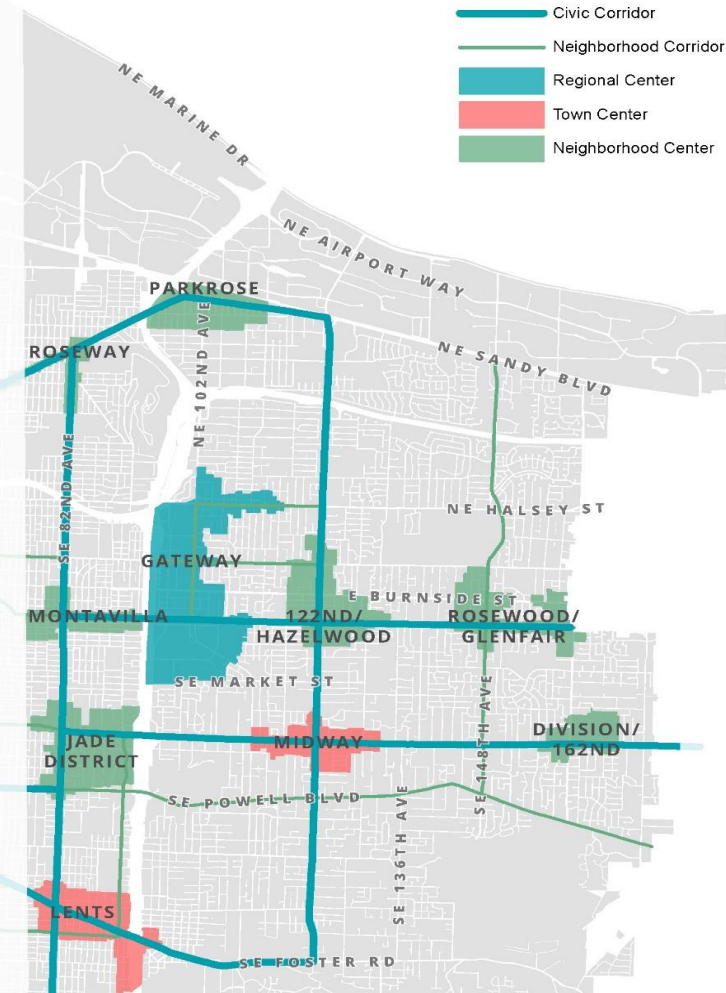 Civic Corridor
Neighborhood Corridor
Regional Center
Town Center
Neighborhood Center
NE MARINE DR
NE AIRPORT WAY
PARKROSE
ROSEWAY
NE 102ND AVE
NE SANDY BLVD
SE 82ND AVE
NE HALSEY ST
GATEWAY
E BURNSIDE ST
MONTAVILLA
122ND/
HAZELWOOD
ROSEWOOD/
GLENFAIR
SE MARKET ST
JADE
DISTRICT
MIDWAY
DIVISION/
162ND
SE 148TH AVE
SE POWELL BLVD
SE 136TH AVE
LENTS
SE FOSTER RD